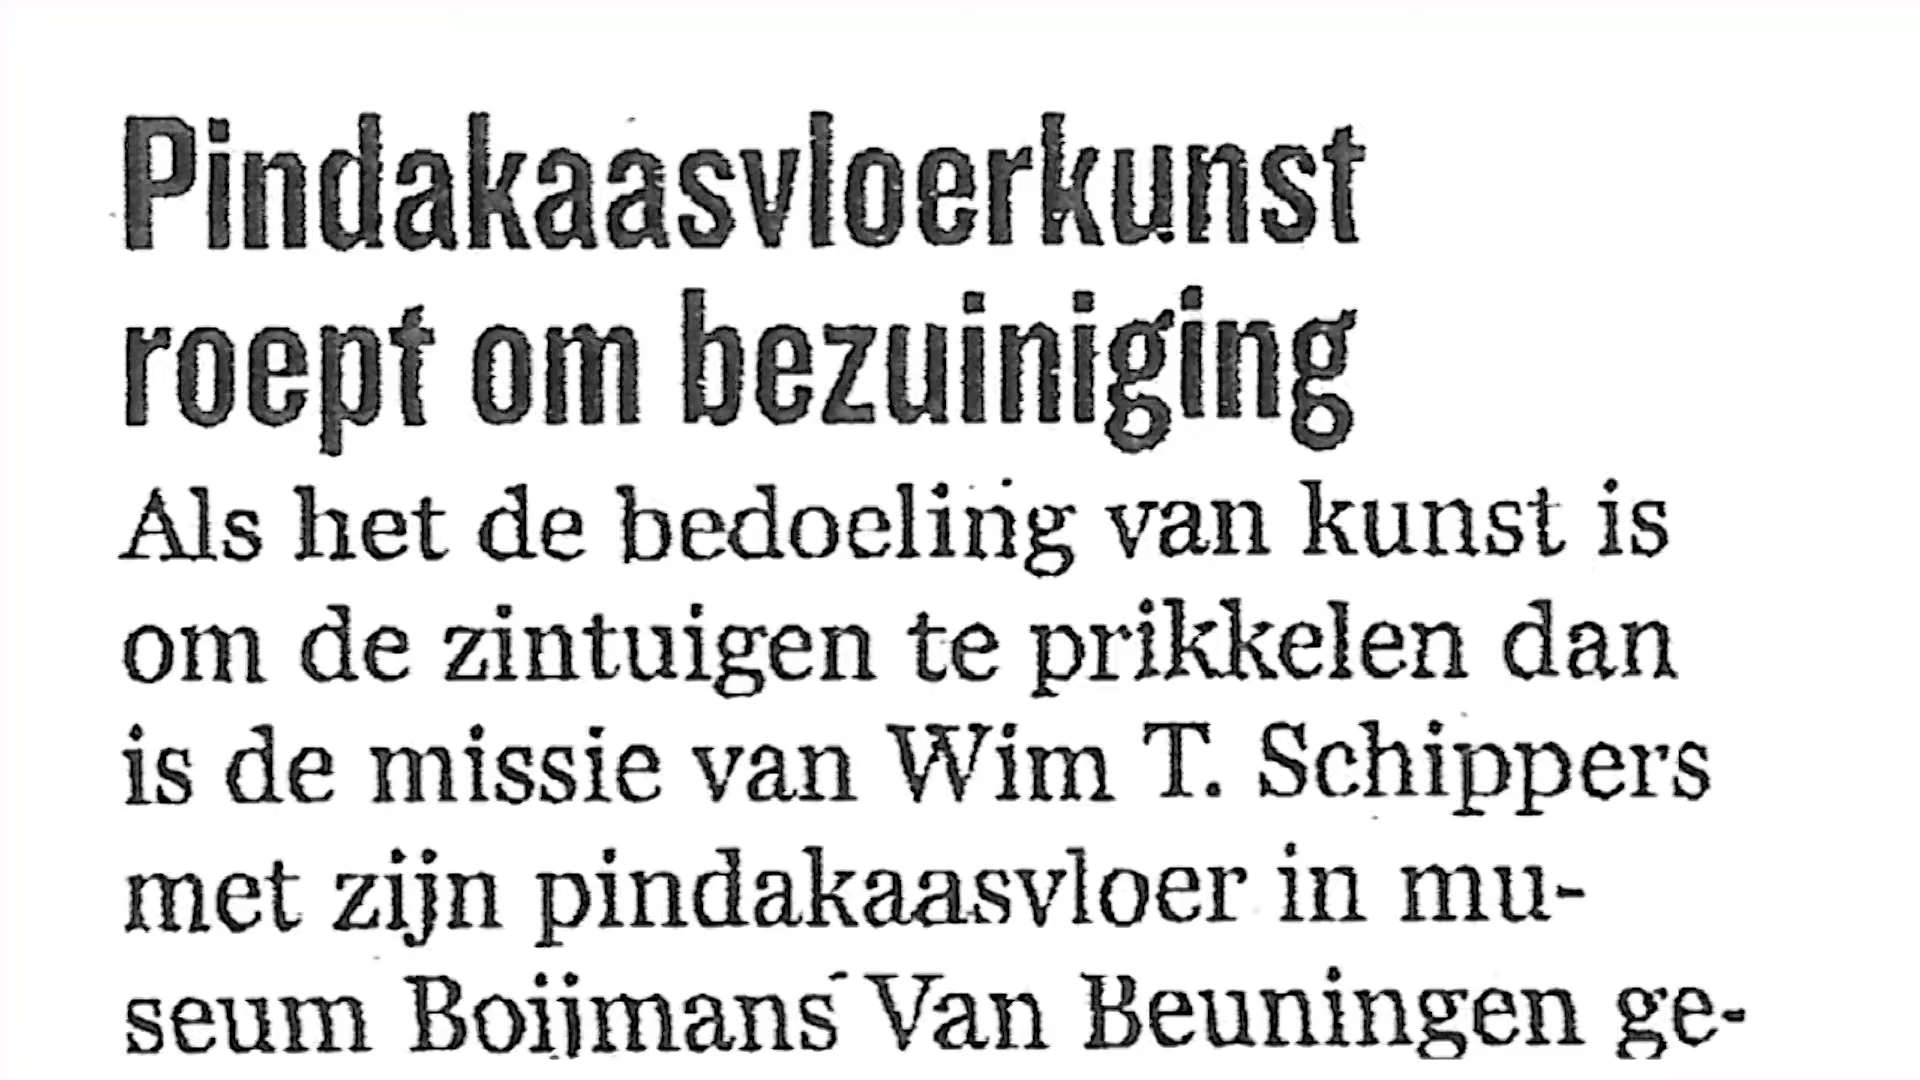 Pindakaasvloerkunst
roept om bezuiniging
Als het de bedoeling van kunst is
om de zintuigen te prikkelen dan
is de missie van Wim T. Schippers
met zijn pindakaasvloer in mu-
seum Boijmans Van Beuningen ge-